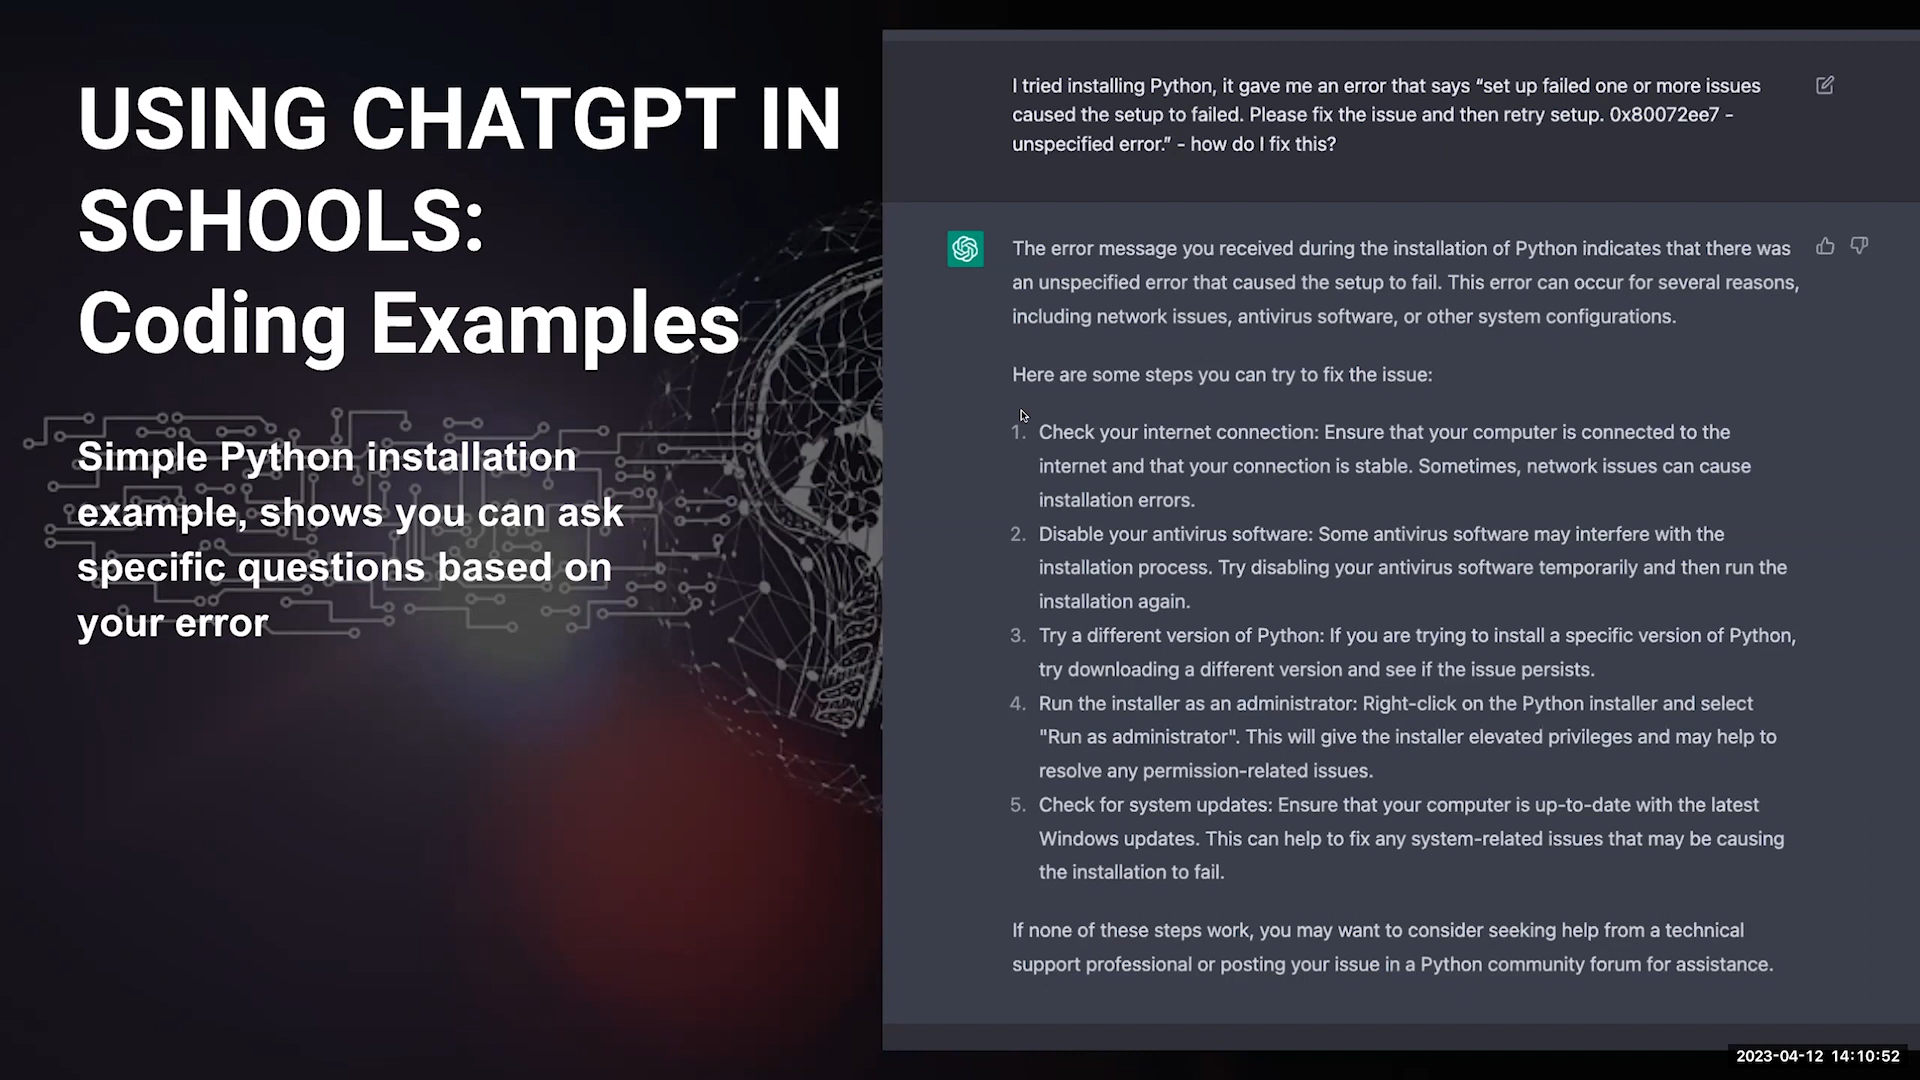 USING CHATGPT IN
SCHOOLS:
Coding Examples
Simple Python installation
example, shows you can ask
specific questions based on
your error
I tried installing Python, it gave me an error that says “set up failed one or more issues
caused the setup to failed. Please fix the issue and then retry setup. 0x80072ee7 -
unspecified error.” - how do I fix this?
The error message you received during the installation of Python indicates that there was
an unspecified error that caused the setup to fail. This error can occur for several reasons,
including network issues, antivirus software, or other system configurations.
Here are some steps you can try to fix the issue:
1. Check your internet connection: Ensure that your computer is connected to the
internet and that your connection is stable. Sometimes, network issues can cause
installation errors.
2. Disable your antivirus software: Some antivirus software may interfere with the
installation process. Try disabling your antivirus software temporarily and then run the
installation again.
3. Try a different version of Python: If you are trying to install a specific version of Python,
try downloading a different version and see if the issue persists.
4. Run the installer as an administrator: Right-click on the Python installer and select
"Run as administrator". This will give the installer elevated privileges and may help to
resolve any permission-related issues.
5. Check for system updates: Ensure that your computer is up-to-date with the latest
Windows updates. This can help to fix any system-related issues that may be causing
the installation to fail.
If none of these steps work, you may want to consider seeking help from a technical
support professional or posting your issue in a Python community forum for assistance.
2023-04-12 14:10:52